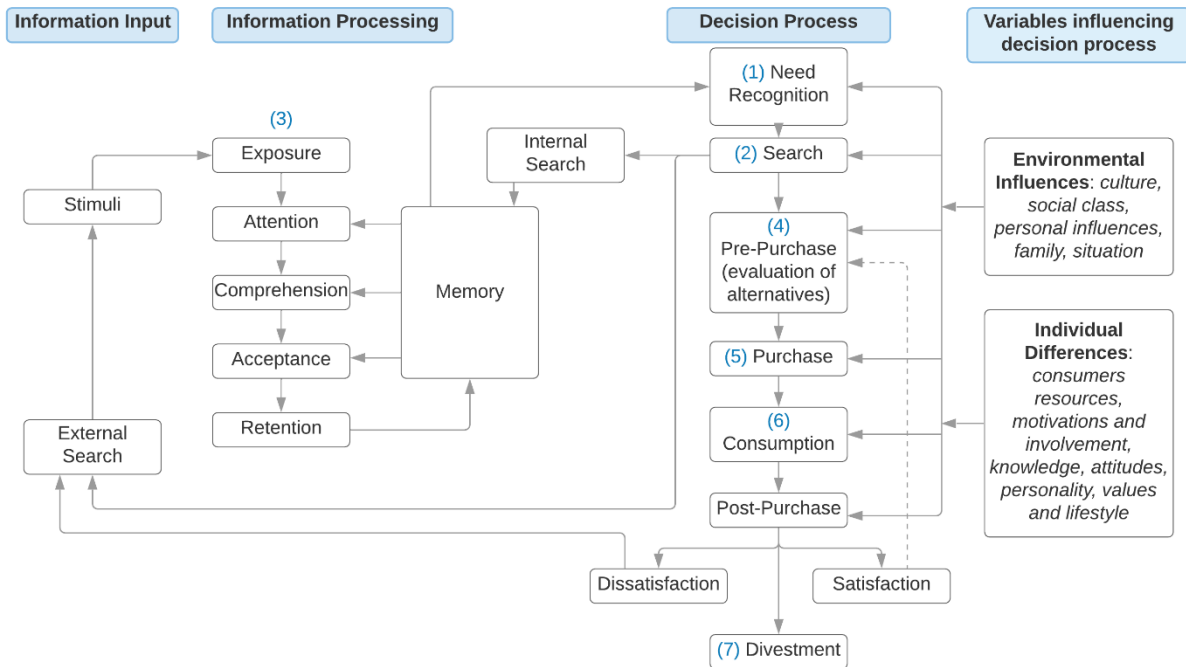 Information Input
Information Processing
Decision Process
Variables influencing
decision process
(1) Need
Recognition
(3)
Exposure
Internal
Search
(2) Search
Stimuli
Attention
Comprehension
Acceptance
Retention
Memory
External
Search
(4)
Pre-Purchase
(evaluation of
alternatives)
(5) Purchase
(6)
Consumption
Post-Purchase
Dissatisfaction
Satisfaction
(7) Divestment
Environmental
Influences: culture,
social class,
personal influences,
family, situation
Individual
Differences:
consumers
resources,
motivations and
involvement,
knowledge, attitudes,
personality, values
and lifestyle